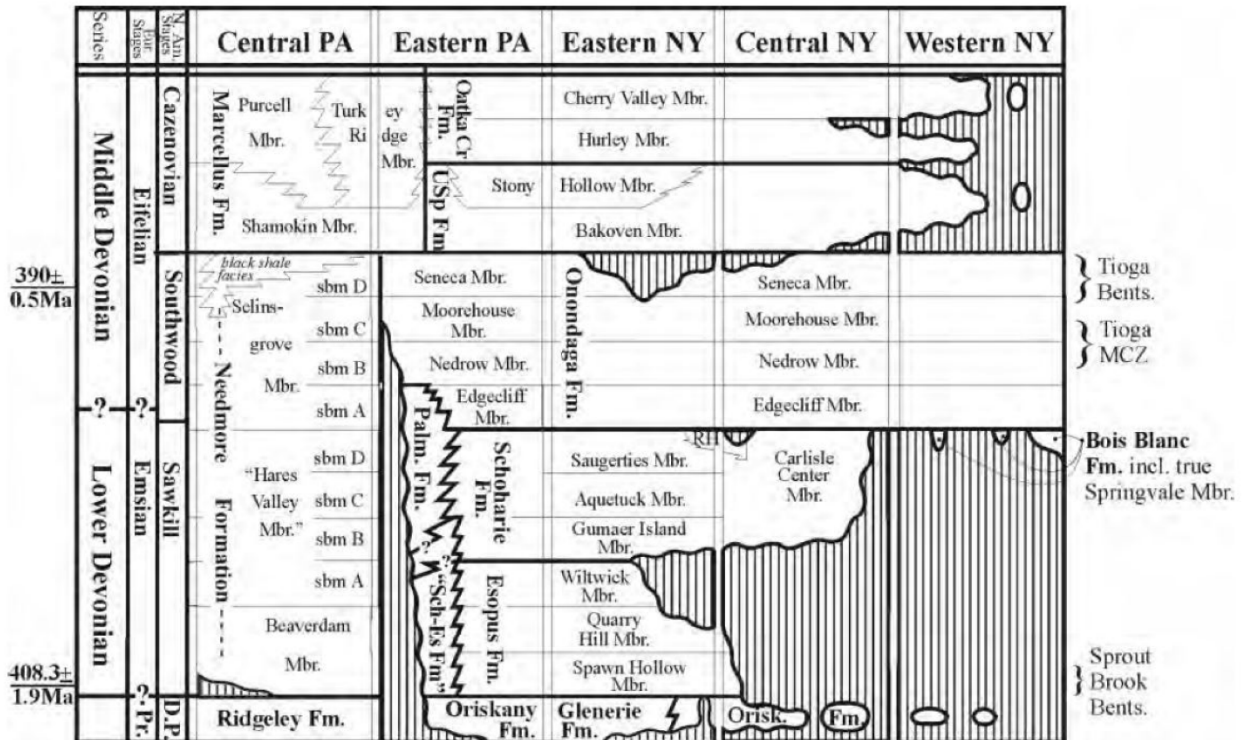 Series
Eur. Stages
N. Am. Stages
Central PA
Eastern PA
Eastern NY
Central NY
Western NY
Middle Devonian
?
Lower Devonian
Eifelian
?
Emsian
?
Pr.
Cazenovian
Southwood
Sawkill
D.P.
390±
0.5Ma
408.3±
1.9Ma
Marcellus Fm.
Purcell
Mbr.
Turk ey
Ri dge
Mbr.
Shamokin Mbr.
black shale
facies
Selins-
grove
Mbr.
sbm D
sbm C
sbm B
sbm A
Needmore Formation
"Hares
Valley
Mbr."
sbm D
sbm C
sbm B
sbm A
Beaverdam
Mbr.
Ridgeley Fm.
Oatka Cr
Fm.
USp Fm
Cherry Valley Mbr.
Hurley Mbr.
Stony Hollow Mbr.
Bakoven Mbr.
Seneca Mbr.
Moorehouse
Mbr.
Nedrow Mbr.
Edgecliff
Mbr.
Palm. Fm.
?
?
"Sch-Es Fm"
Schoharie
Fm.
Esopus Fm.
Oriskany
Fm.
Onondaga Fm.
RH
Saugerties Mbr.
Aquetuck Mbr.
Gumaer Island
Mbr.
Wiltwick
Mbr.
Quarry
Hill Mbr.
Spawn Hollow
Mbr.
Glenerie
Fm.
Seneca Mbr.
Moorehouse Mbr.
Nedrow Mbr.
Edgecliff Mbr.
Carlisle
Center
Mbr.
Orisk. Fm.
} Tioga
Bents.
} Tioga
MCZ
Bois Blanc
Fm. incl. true
Springvale Mbr.
} Sprout
Brook
Bents.